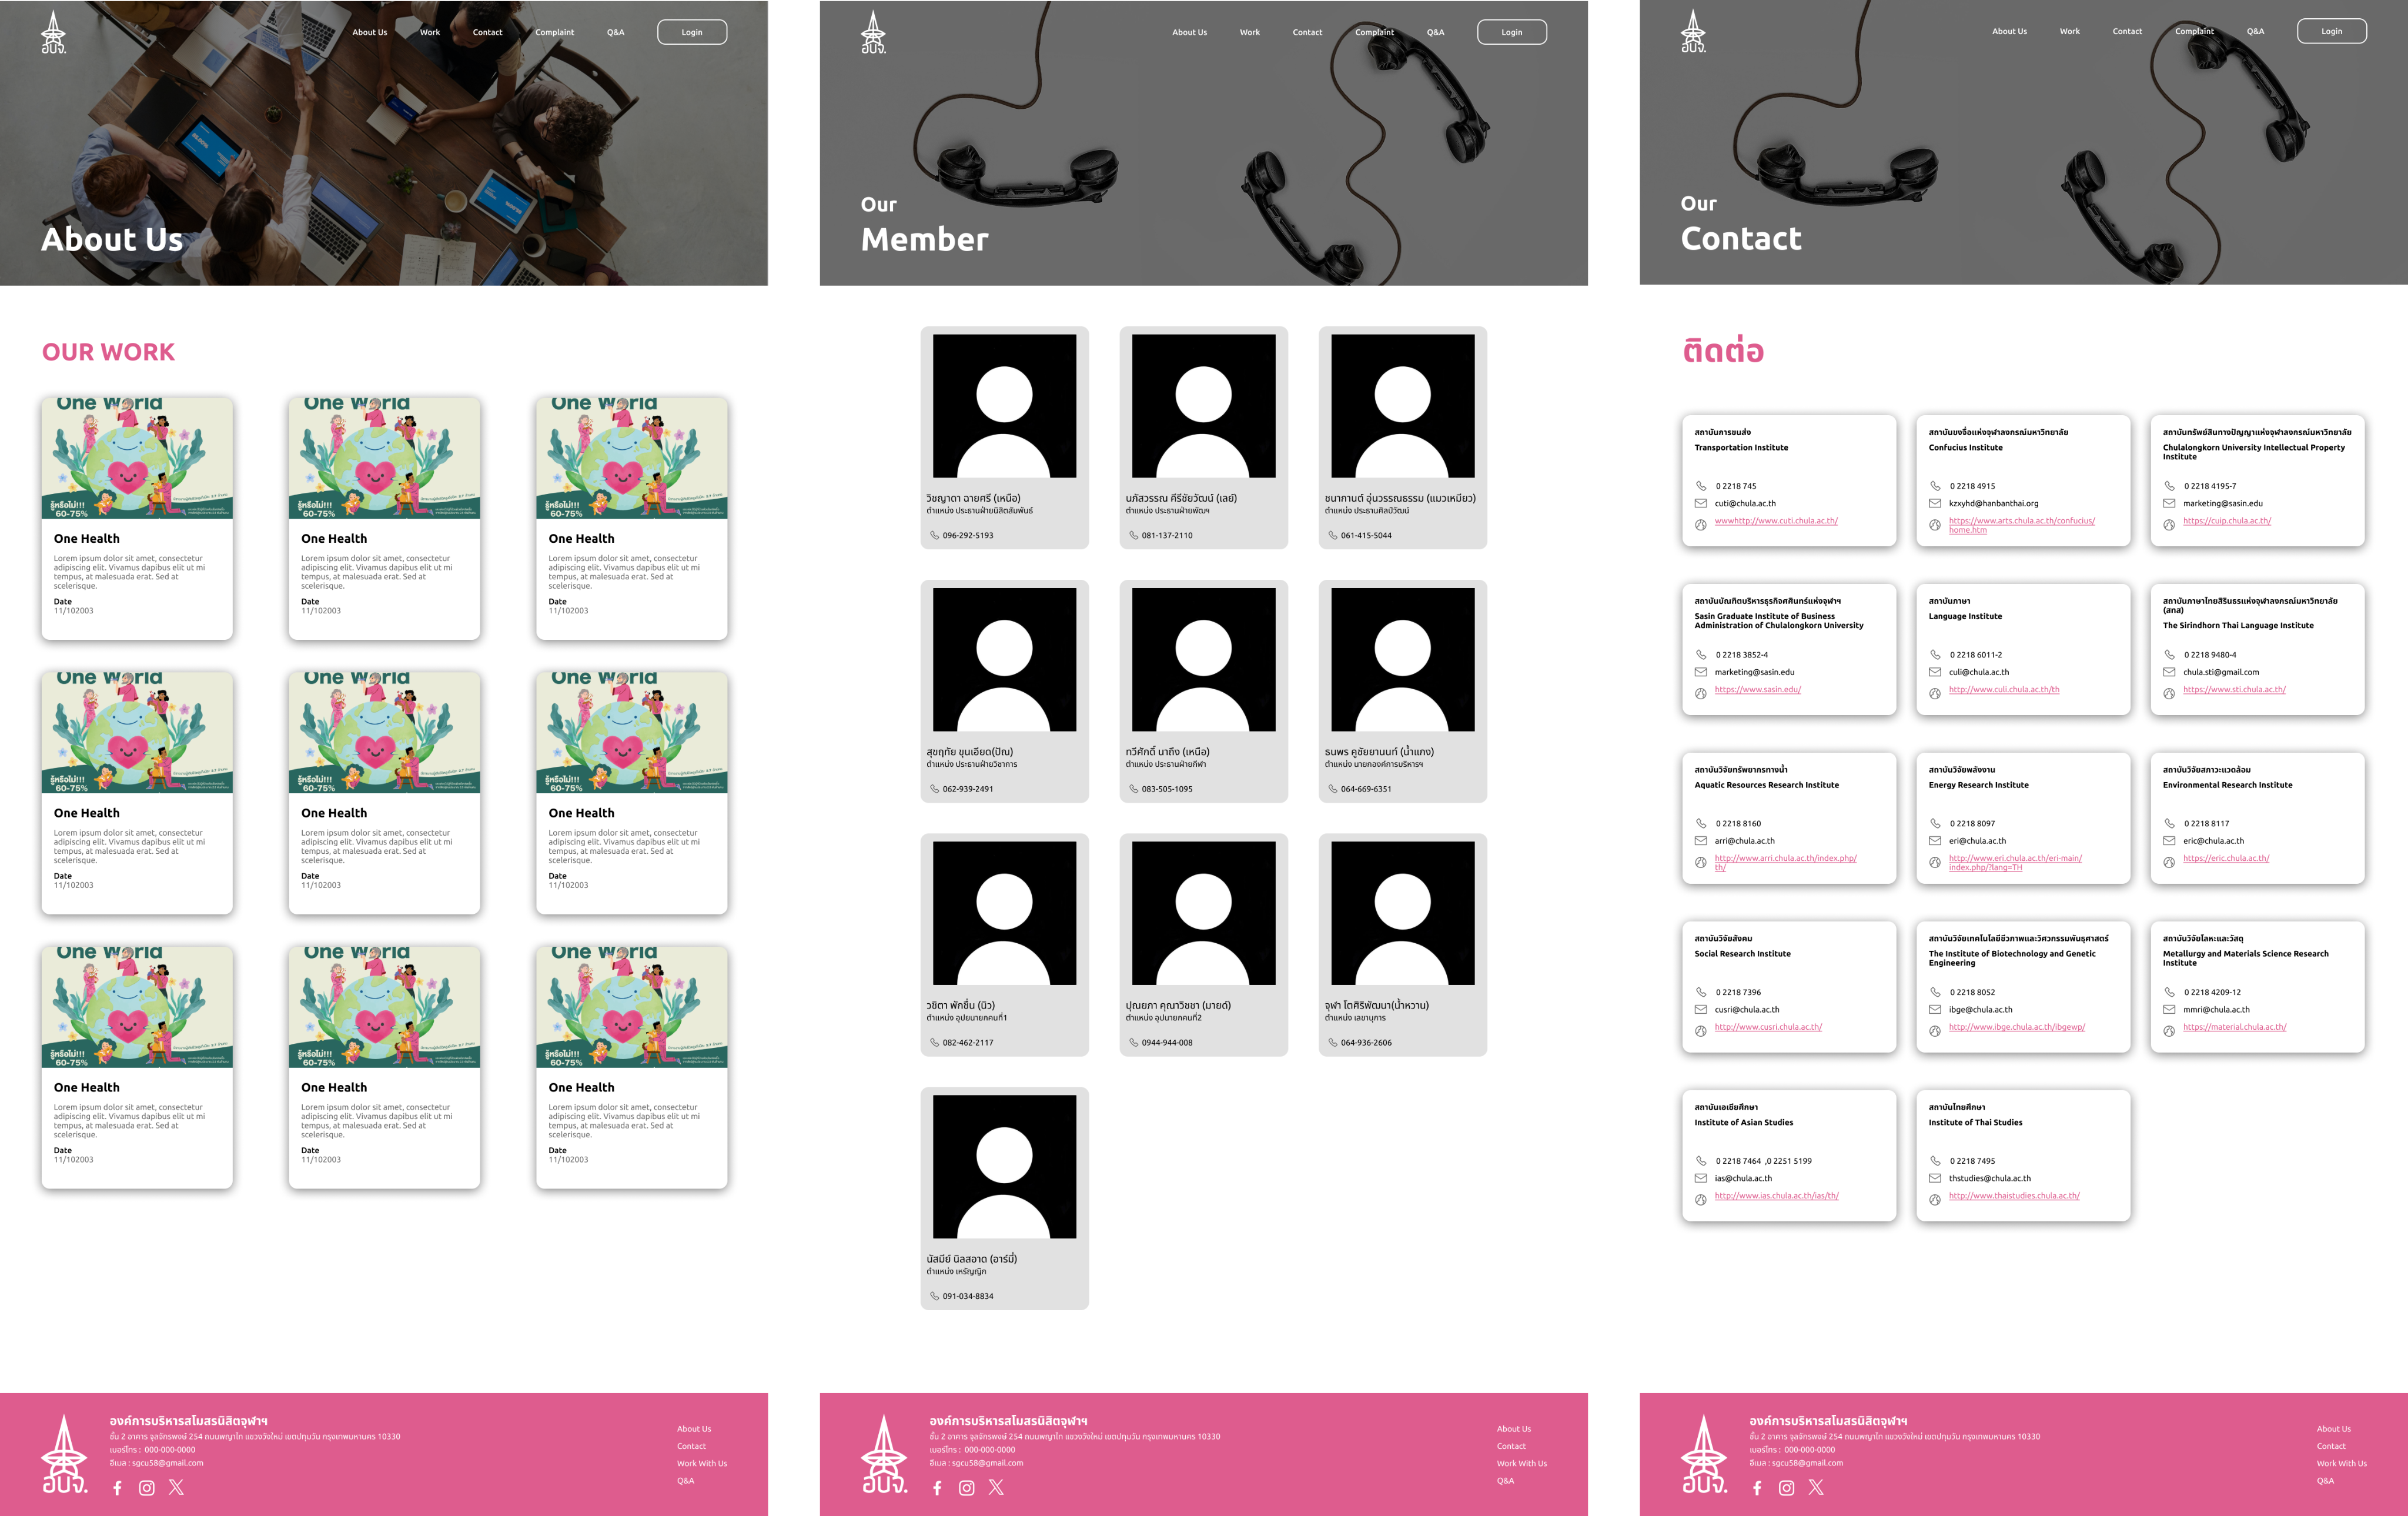 อบจ.
About Us
Work
Contact
Complaint
Q&A
Login
About Us
OUR WORK
One World
รู้หรือไม่!!!
60-75%
One Health
Lorem ipsum dolor sit amet, consectetur
adipiscing elit. Vivamus dapibus elit ut mi
tempus, at malesuada erat. Sed at
scelerisque.
Date
11/102003
One World
รู้หรือไม่!!!
60-75%
One Health
Lorem ipsum dolor sit amet, consectetur
adipiscing elit. Vivamus dapibus elit ut mi
tempus, at malesuada erat. Sed at
scelerisque.
Date
11/102003
One World
รู้หรือไม่!!!
60-75%
One Health
Lorem ipsum dolor sit amet, consectetur
adipiscing elit. Vivamus dapibus elit ut mi
tempus, at malesuada erat. Sed at
scelerisque.
Date
11/102003
One World
รู้หรือไม่!!!
60-75%
One Health
Lorem ipsum dolor sit amet, consectetur
adipiscing elit. Vivamus dapibus elit ut mi
tempus, at malesuada erat. Sed at
scelerisque.
Date
11/102003
One World
รู้หรือไม่!!!
60-75%
One Health
Lorem ipsum dolor sit amet, consectetur
adipiscing elit. Vivamus dapibus elit ut mi
tempus, at malesuada erat. Sed at
scelerisque.
Date
11/102003
One World
รู้หรือไม่!!!
60-75%
One Health
Lorem ipsum dolor sit amet, consectetur
adipiscing elit. Vivamus dapibus elit ut mi
tempus, at malesuada erat. Sed at
scelerisque.
Date
11/102003
One World
รู้หรือไม่!!!
60-75%
One Health
Lorem ipsum dolor sit amet, consectetur
adipiscing elit. Vivamus dapibus elit ut mi
tempus, at malesuada erat. Sed at
scelerisque.
Date
11/102003
One World
รู้หรือไม่!!!
60-75%
One Health
Lorem ipsum dolor sit amet, consectetur
adipiscing elit. Vivamus dapibus elit ut mi
tempus, at malesuada erat. Sed at
scelerisque.
Date
11/102003
One World
รู้หรือไม่!!!
60-75%
One Health
Lorem ipsum dolor sit amet, consectetur
adipiscing elit. Vivamus dapibus elit ut mi
tempus, at malesuada erat. Sed at
scelerisque.
Date
11/102003
อบจ.
องค์การบริหารสโมสรนิสิตจุฬาฯ
ชั้น 2 อาคาร จุลจักรพงษ์ 254 ถนนพญาไท แขวงวังใหม่ เขตปทุมวัน กรุงเทพมหานคร 10330
เบอร์โทร : 000-000-0000
อีเมล : sgcu58@gmail.com
About Us
Contact
Work With Us
Q&A
อบจ.
About Us
Work
Contact
Complaint
Q&A
Login
Our
Member
วิชญาดา ฉายศรี (เหนือ)
ตำแหน่ง ประธานฝ่ายนิสิตสัมพันธ์
096-292-5193
นภัสวรรณ คีรีชัยวัฒน์ (เลย์)
ตำแหน่ง ประธานฝ่ายพัฒฯ
081-137-2110
ชนากานต์ อุ่นวรรณธรรม (แมวเหมียว)
ตำแหน่ง ประธานศิลปวัฒน์
061-415-5044
สุขฤทัย ขุนเอียด(ปัณ)
ตำแหน่ง ประธานฝ่ายวิชาการ
062-939-2491
ทวีศักดิ์ นาถึง (เหนือ)
ตำแหน่ง ประธานฝ่ายกีฬา
083-505-1095
ธนพร คูชัยยานนท์ (น้ำแกง)
ตำแหน่ง นายกองค์การบริหารฯ
064-669-6351
วชิตา พักชื่น (นิว)
ตำแหน่ง อุปยนายกคนที่1
082-462-2117
ปุณยภา คุณาวิชชา (มายด์)
ตำแหน่ง อุปนายกคนที่2
0944-944-008
จุฬา โตศิริพัฒนา(น้ำหวาน)
ตำแหน่ง เลขานุการ
064-936-2606
นัสมีย์ นิลสอาด (อาร์มี่)
ตำแหน่ง เหรัญญิก
091-034-8834
อบจ.
องค์การบริหารสโมสรนิสิตจุฬาฯ
ชั้น 2 อาคาร จุลจักรพงษ์ 254 ถนนพญาไท แขวงวังใหม่ เขตปทุมวัน กรุงเทพมหานคร 10330
เบอร์โทร : 000-000-0000
อีเมล : sgcu58@gmail.com
About Us
Contact
Work With Us
Q&A
อบจ.
About Us
Work
Contact
Complaint
Q&A
Login
Our
Contact
ติดต่อ
สถาบันการขนส่ง
Transportation Institute
0 2218 745
cuti@chula.ac.th
wwwhttp://www.cuti.chula.ac.th/
สถาบันขงจื่อแห่งจุฬาลงกรณ์มหาวิทยาลัย
Confucius Institute
0 2218 4915
kzxyhd@hanbanthai.org
https://www.arts.chula.ac.th/confucius/
home.htm
สถาบันทรัพย์สินทางปัญญาแห่งจุฬาลงกรณ์มหาวิทยาลัย
Chulalongkorn University Intellectual Property
Institute
0 2218 4195-7
marketing@sasin.edu
https://cuip.chula.ac.th/
สถาบันบัณฑิตบริหารธุรกิจศศินทร์แห่งจุฬาฯ
Sasin Graduate Institute of Business
Administration of Chulalongkorn University
0 2218 3852-4
marketing@sasin.edu
https://www.sasin.edu/
สถาบันภาษา
Language Institute
0 2218 6011-2
culi@chula.ac.th
http://www.culi.chula.ac.th/th
สถาบันภาษาไทยสิรินธรแห่งจุฬาลงกรณ์มหาวิทยาลัย
(สทส)
The Sirindhorn Thai Language Institute
0 2218 9480-4
chula.sti@gmail.com
https://www.sti.chula.ac.th/
สถาบันวิจัยทรัพยากรทางน้ำ
Aquatic Resources Research Institute
0 2218 8160
arri@chula.ac.th
http://www.arri.chula.ac.th/index.php/
th/
สถาบันวิจัยพลังงาน
Energy Research Institute
0 2218 8097
eri@chula.ac.th
http://www.eri.chula.ac.th/eri-main/
index.php/?lang=TH
สถาบันวิจัยสภาวะแวดล้อม
Environmental Research Institute
0 2218 8117
eric@chula.ac.th
https://eric.chula.ac.th/
สถาบันวิจัยสังคม
Social Research Institute
0 2218 7396
cusri@chula.ac.th
http://www.cusri.chula.ac.th/
สถาบันวิจัยเทคโนโลยีชีวภาพและวิศวกรรมพันธุศาสตร์
The Institute of Biotechnology and Genetic
Engineering
0 2218 8052
ibge@chula.ac.th
http://www.ibge.chula.ac.th/ibgewp/
สถาบันวิจัยโลหะและวัสดุ
Metallurgy and Materials Science Research
Institute
0 2218 4209-12
mmri@chula.ac.th
https://material.chula.ac.th/
สถาบันเอเชียศึกษา
Institute of Asian Studies
0 2218 7464 ,0 2251 5199
ias@chula.ac.th
http://www.ias.chula.ac.th/ias/th/
สถาบันไทยศึกษา
Institute of Thai Studies
0 2218 7495
thstudies@chula.ac.th
http://www.thaistudies.chula.ac.th/
อบจ.
องค์การบริหารสโมสรนิสิตจุฬาฯ
ชั้น 2 อาคาร จุลจักรพงษ์ 254 ถนนพญาไท แขวงวังใหม่ เขตปทุมวัน กรุงเทพมหานคร 10330
เบอร์โทร : 000-000-0000
อีเมล : sgcu58@gmail.com
About Us
Contact
Work With Us
Q&A